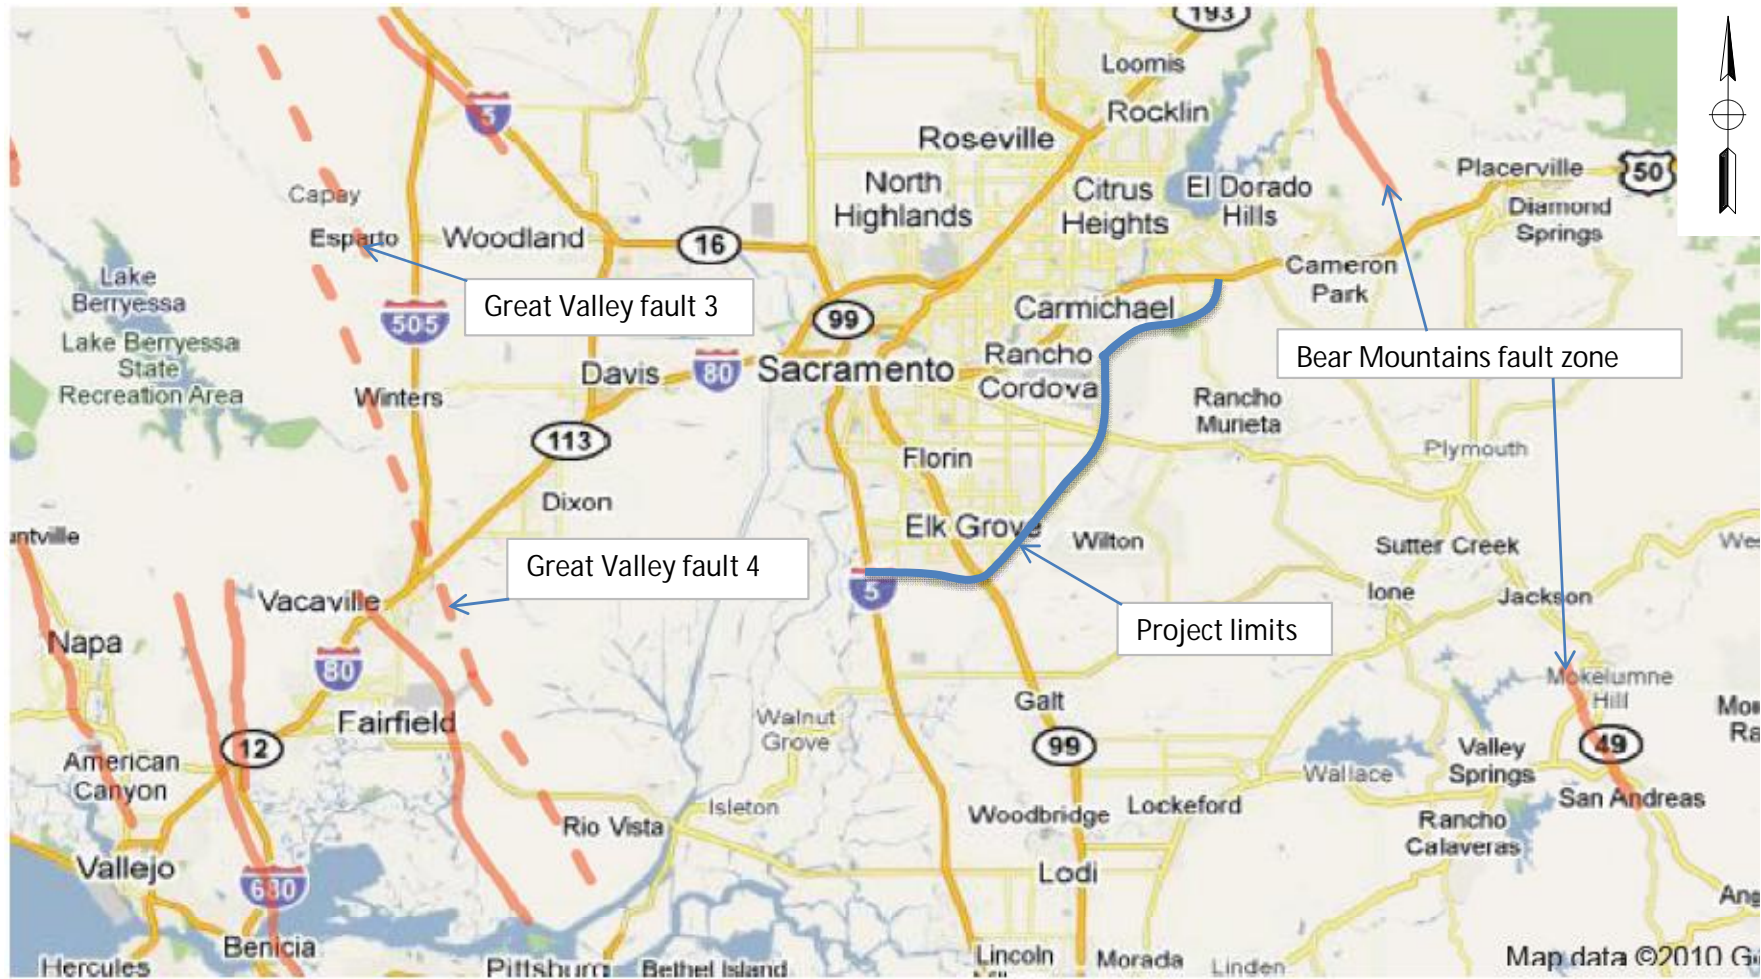 193
Loomis
Rocklin
Roseville
5
Placerville
50
North
Highlands
Citrus
Heights
El Dorado
Hills
Diamond
Springs
Capay
Esparto
Woodland
16
Lake
Berryessa
Great Valley fault 3
Cameron
Park
Carmichael
505
99
Lake Berryessa
State
Recreation Area
Davis
80
Sacramento
Rancho
Cordova
Bear Mountains fault zone
Winters
Rancho
Murieta
113
Florin
Plymouth
Dixon
Elk Grove
Wilton
Sutter Creek
untville
Great Valley fault 4
5
Ione
Jackson
Vacaville
Project limits
Napa
80
Mokelumne
Hill
Galt
Fairfield
Walnut
Grove
12
99
49
Valley
Springs
American
Canyon
Wallace
Isleton
Woodbridge
Lockeford
San Andreas
Rio Vista
Rancho
Calaveras
Vallejo
Lodi
680
Ang
Benicia
Hercules
Pittsburg
Bethel Island
Lincoln
Morada
Linden
Map data ©2010 G